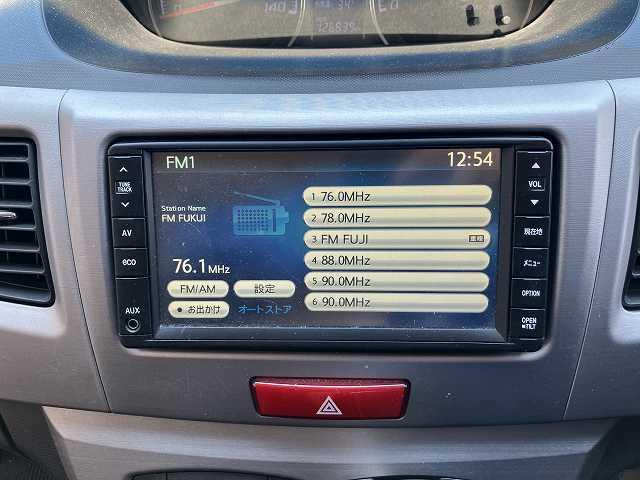 FM1
12:54
Station Name
FM FUKUI
76.1 MHz
FM/AM
設定
お出かけ
オートストア
1 76.0MHz
2 78.0MHz
3 FM FUJI
4 88.0MHz
5 90.0MHz
6 90.0MHz
TUNE
TRACK
AV
eco
AUX
VOL
現在地
メニュー
OPTION
OPEN
TILT